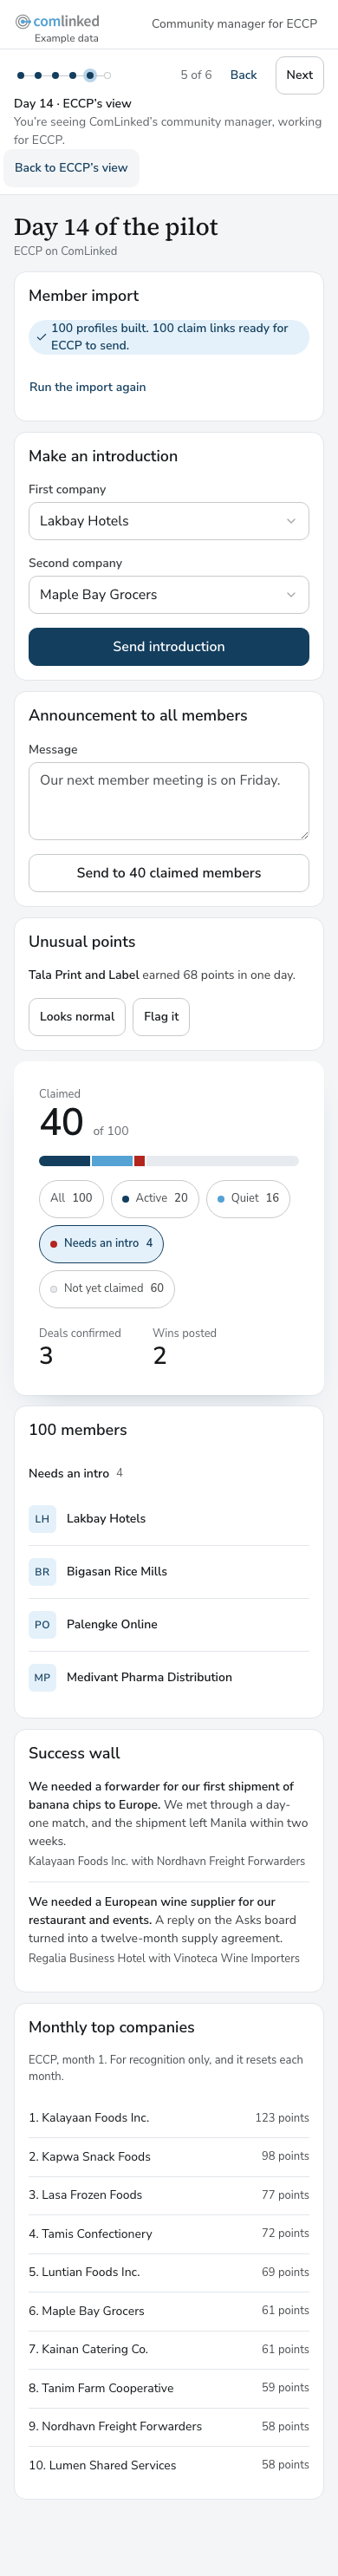 comlinked
Example data
Community manager for ECCP
5 of 6
Back
Next
Day 14 · ECCP's view
You're seeing ComLinked's community manager, working
for ECCP.
Back to ECCP's view
Day 14 of the pilot
ECCP on ComLinked
Member import
100 profiles built. 100 claim links ready for
ECCP to send.
Run the import again
Make an introduction
First company
Lakbay Hotels
Second company
Maple Bay Grocers
Send introduction
Announcement to all members
Message
Our next member meeting is on Friday.
Send to 40 claimed members
Unusual points
Tala Print and Label earned 68 points in one day.
Looks normal
Flag it
Claimed
40 of 100
All 100
Active 20
Quiet 16
Needs an intro 4
Not yet claimed 60
Deals confirmed
3
Wins posted
2
100 members
Needs an intro 4
LH Lakbay Hotels
BR Bigasan Rice Mills
PO Palengke Online
MP Medivant Pharma Distribution
Success wall
We needed a forwarder for our first shipment of
banana chips to Europe. We met through a day-
one match, and the shipment left Manila within two
weeks.
Kalayaan Foods Inc. with Nordhavn Freight Forwarders
We needed a European wine supplier for our
restaurant and events. A reply on the Asks board
turned into a twelve-month supply agreement.
Regalia Business Hotel with Vinoteca Wine Importers
Monthly top companies
ECCP, month 1. For recognition only, and it resets each
month.
1. Kalayaan Foods Inc. 123 points
2. Kapwa Snack Foods 98 points
3. Lasa Frozen Foods 77 points
4. Tamis Confectionery 72 points
5. Luntian Foods Inc. 69 points
6. Maple Bay Grocers 61 points
7. Kainan Catering Co. 61 points
8. Tanim Farm Cooperative 59 points
9. Nordhavn Freight Forwarders 58 points
10. Lumen Shared Services 58 points